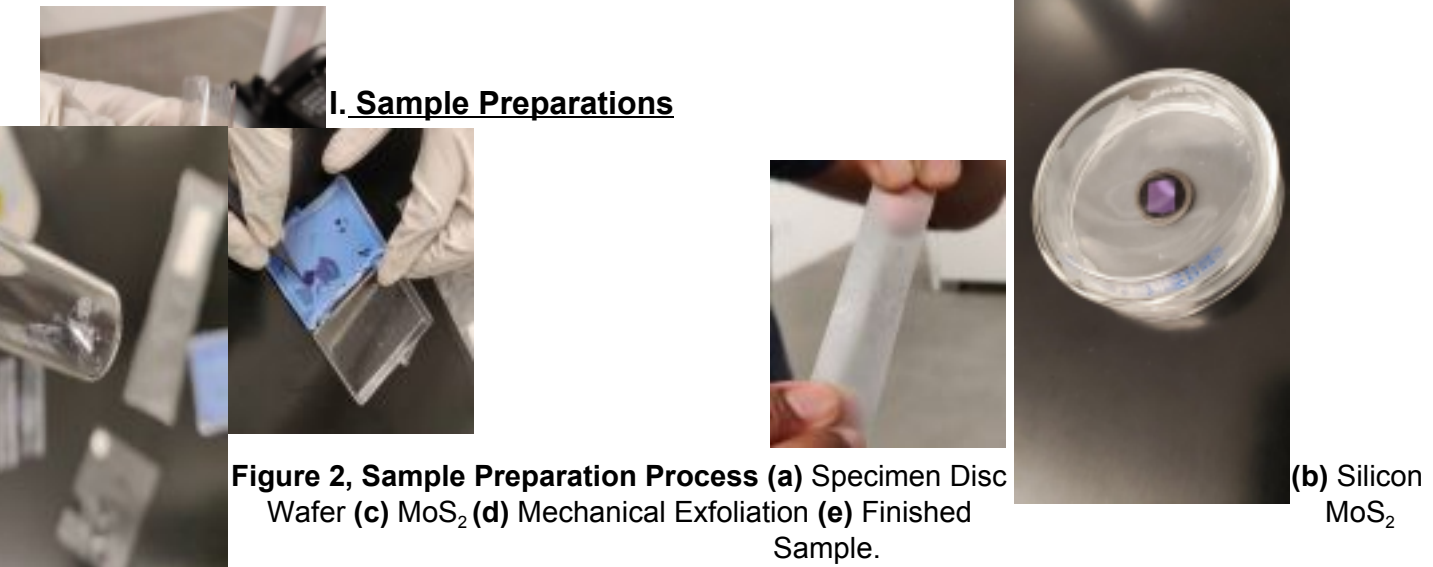 I. Sample Preparations
Figure 2, Sample Preparation Process (a) Specimen Disc (b) Silicon
Wafer (c) MoS₂ (d) Mechanical Exfoliation (e) Finished MoS₂
Sample.